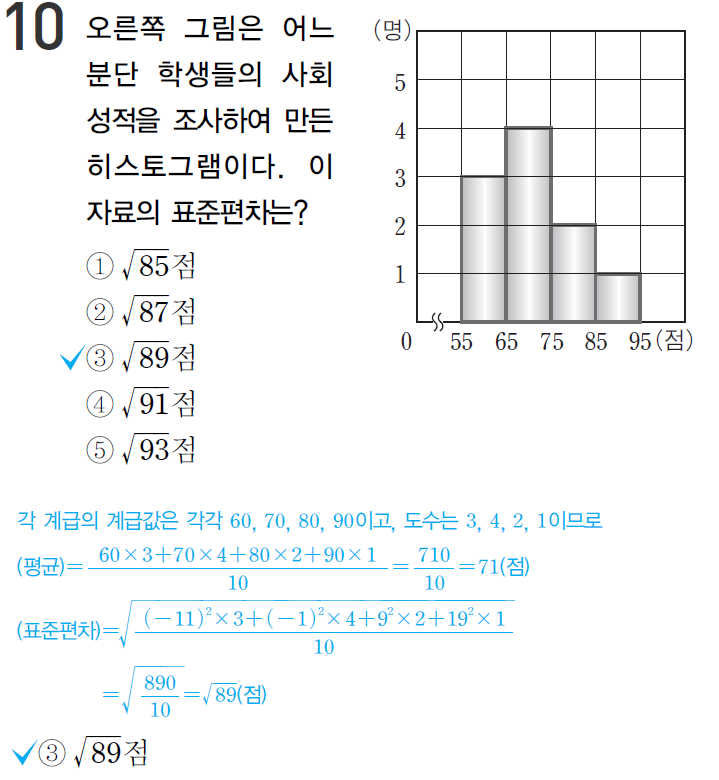 10 오른쪽 그림은 어느
분단 학생들의 사회
성적을 조사하여 만든
히스토그램이다. 이
자료의 표준편차는?
① √85점
② √87점
③ √89점
④ √91점
⑤ √93점
(명)
5
4
3
2
1
0 55 65 75 85 95(점)
각 계급의 계급값은 각각 60, 70, 80, 90이고, 도수는 3, 4, 2, 1이므로
(평균)=(60×3+70×4+80×2+90×1)/10=710/10=71(점)
(표준편차)=√(((-11)²×3+(-1)²×4+9²×2+19²×1)/10)
=√(890/10)=√89(점)
③ √89점